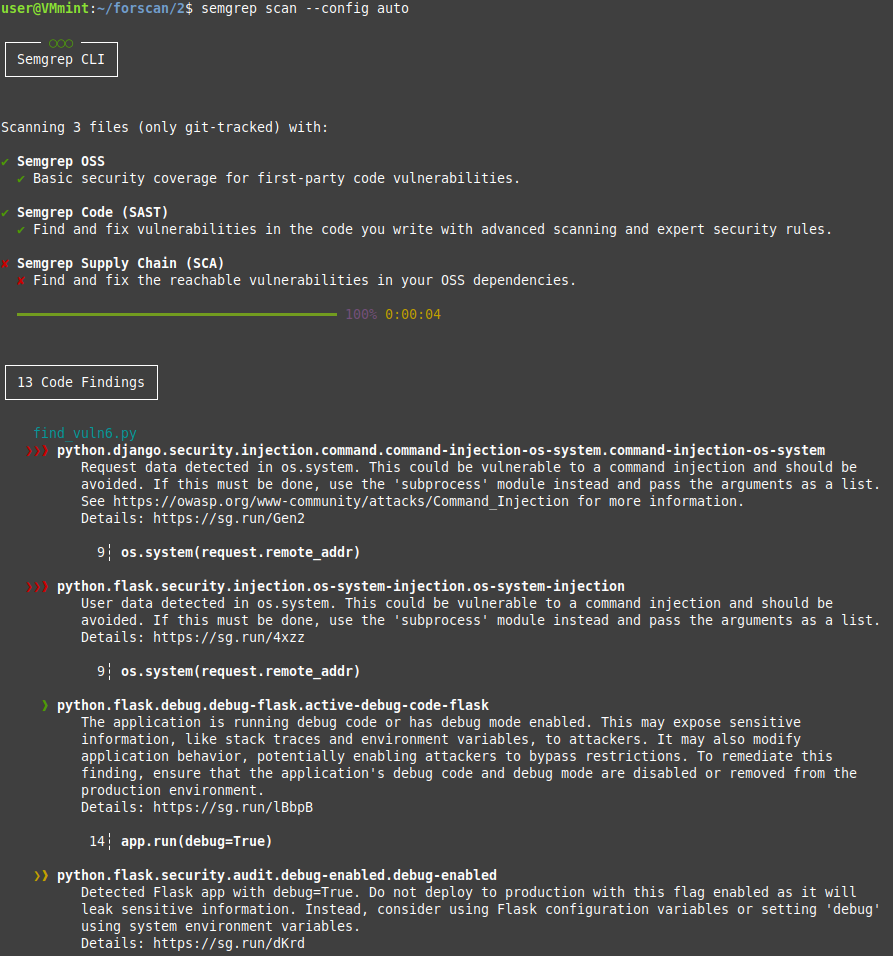 user@VMmint:~/forscan/2$ semgrep scan --config auto
○○○
Semgrep CLI
Scanning 3 files (only git-tracked) with:
✔ Semgrep OSS
✔ Basic security coverage for first-party code vulnerabilities.
✔ Semgrep Code (SAST)
✔ Find and fix vulnerabilities in the code you write with advanced scanning and expert security rules.
✘ Semgrep Supply Chain (SCA)
✘ Find and fix the reachable vulnerabilities in your OSS dependencies.
100% 0:00:04
13 Code Findings
find_vuln6.py
❯❯❱ python.django.security.injection.command.command-injection-os-system.command-injection-os-system
Request data detected in os.system. This could be vulnerable to a command injection and should be
avoided. If this must be done, use the 'subprocess' module instead and pass the arguments as a list.
See https://owasp.org/www-community/attacks/Command_Injection for more information.
Details: https://sg.run/Gen2
9┆ os.system(request.remote_addr)
❯❯❱ python.flask.security.injection.os-system-injection.os-system-injection
User data detected in os.system. This could be vulnerable to a command injection and should be
avoided. If this must be done, use the 'subprocess' module instead and pass the arguments as a list.
Details: https://sg.run/4xzz
9┆ os.system(request.remote_addr)
❱ python.flask.debug.debug-flask.active-debug-code-flask
The application is running debug code or has debug mode enabled. This may expose sensitive
information, like stack traces and environment variables, to attackers. It may also modify
application behavior, potentially enabling attackers to bypass restrictions. To remediate this
finding, ensure that the application's debug code and debug mode are disabled or removed from the
production environment.
Details: https://sg.run/lBbpB
14┆ app.run(debug=True)
❯❱ python.flask.security.audit.debug-enabled.debug-enabled
Detected Flask app with debug=True. Do not deploy to production with this flag enabled as it will
leak sensitive information. Instead, consider using Flask configuration variables or setting 'debug'
using system environment variables.
Details: https://sg.run/dKrd